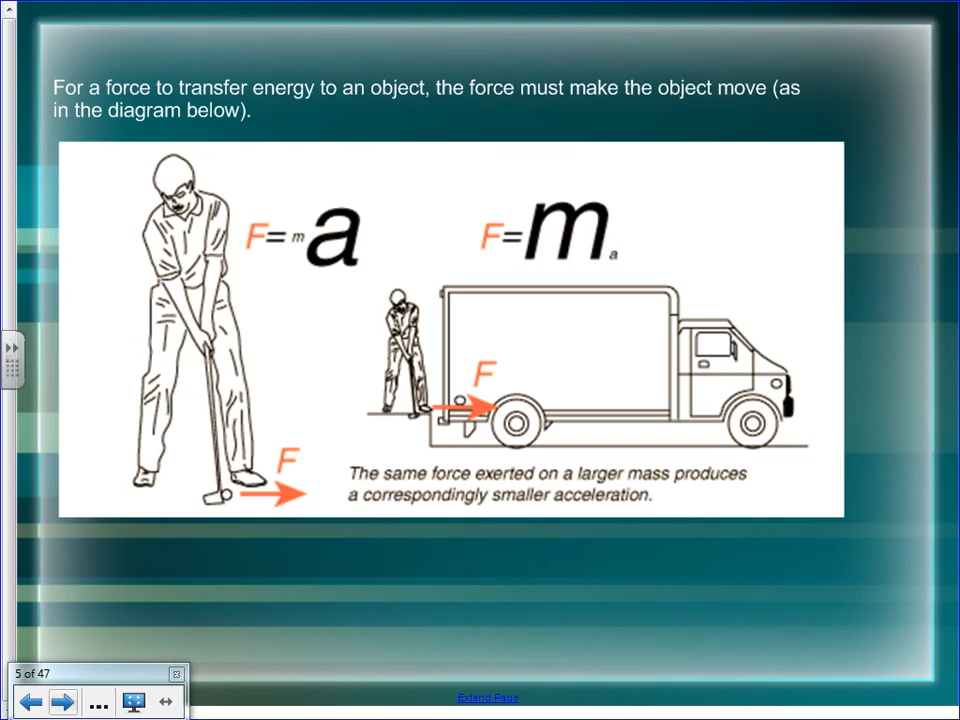 For a force to transfer energy to an object, the force must make the object move (as
in the diagram below).
F= m a
F= m a
F
F
The same force exerted on a larger mass produces
a correspondingly smaller acceleration.
5 of 47
...
Extend Page